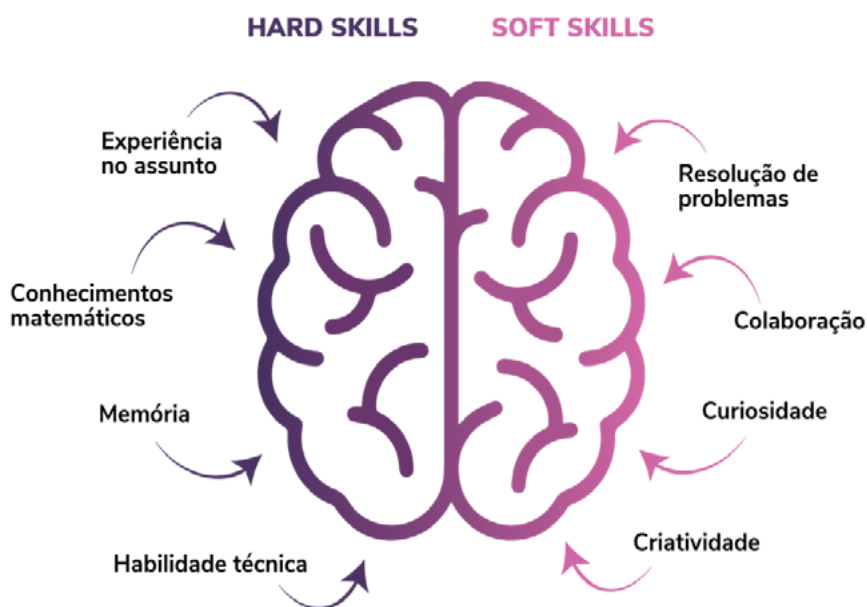 HARD SKILLS
SOFT SKILLS
Experiência
no assunto
Conhecimentos
matemáticos
Memória
Habilidade técnica
Resolução de
problemas
Colaboração
Curiosidade
Criatividade